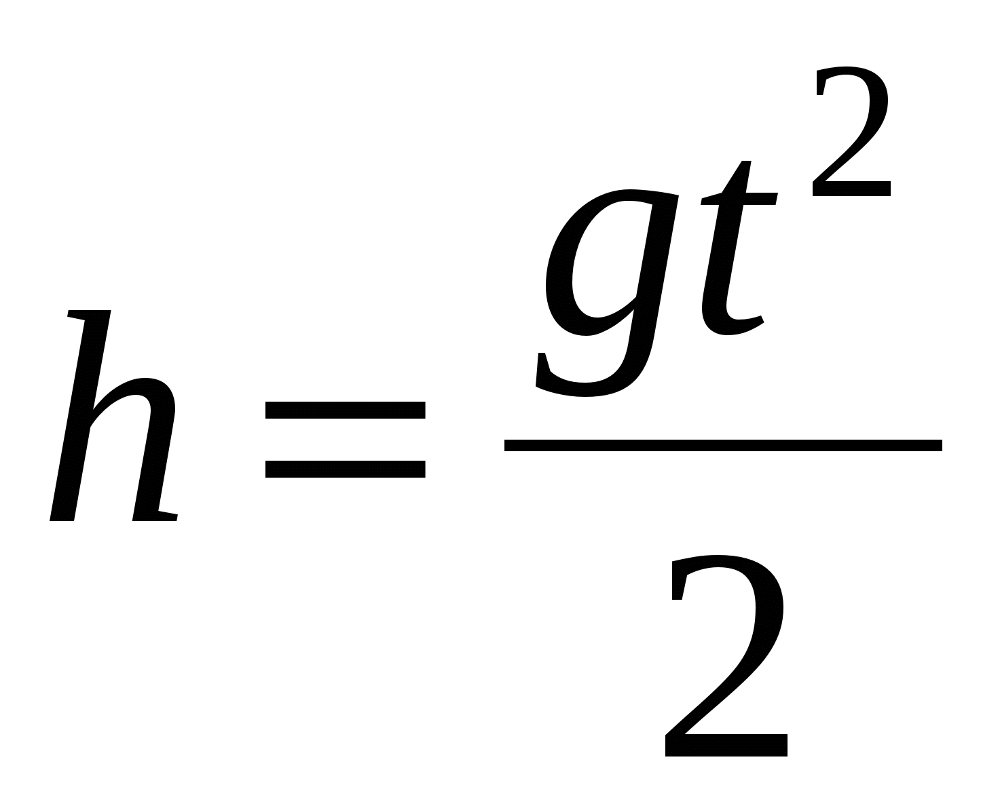 h = gt²/2